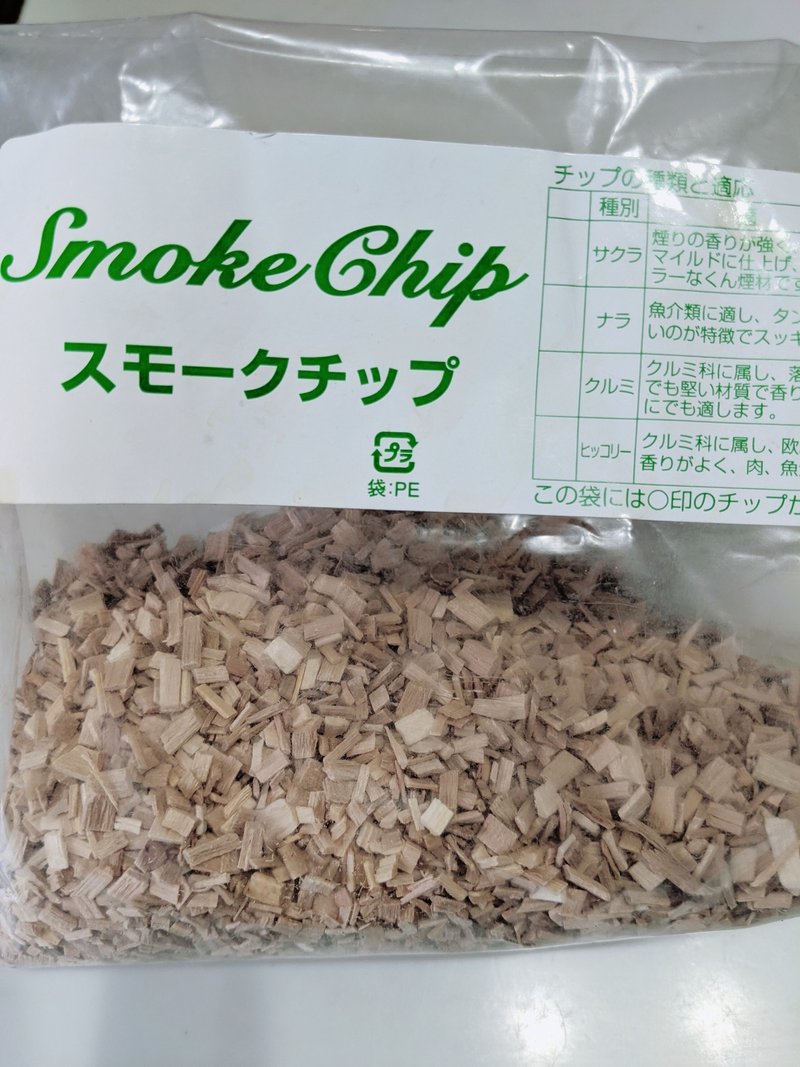 Smoke Chip
スモークチップ
プラ
袋:PE
チップの種類と適応
種別
サクラ
煙りの香りが強く、
マイルドに仕上げ、
ラーなくん煙材です
ナラ
魚介類に適し、タン
いのが特徴でスッキ
クルミ
クルミ科に属し、落
でも堅い材質で香り
にでも適します。
ヒッコリー
クルミ科に属し、欧
香りがよく、肉、魚
この袋には〇印のチップが